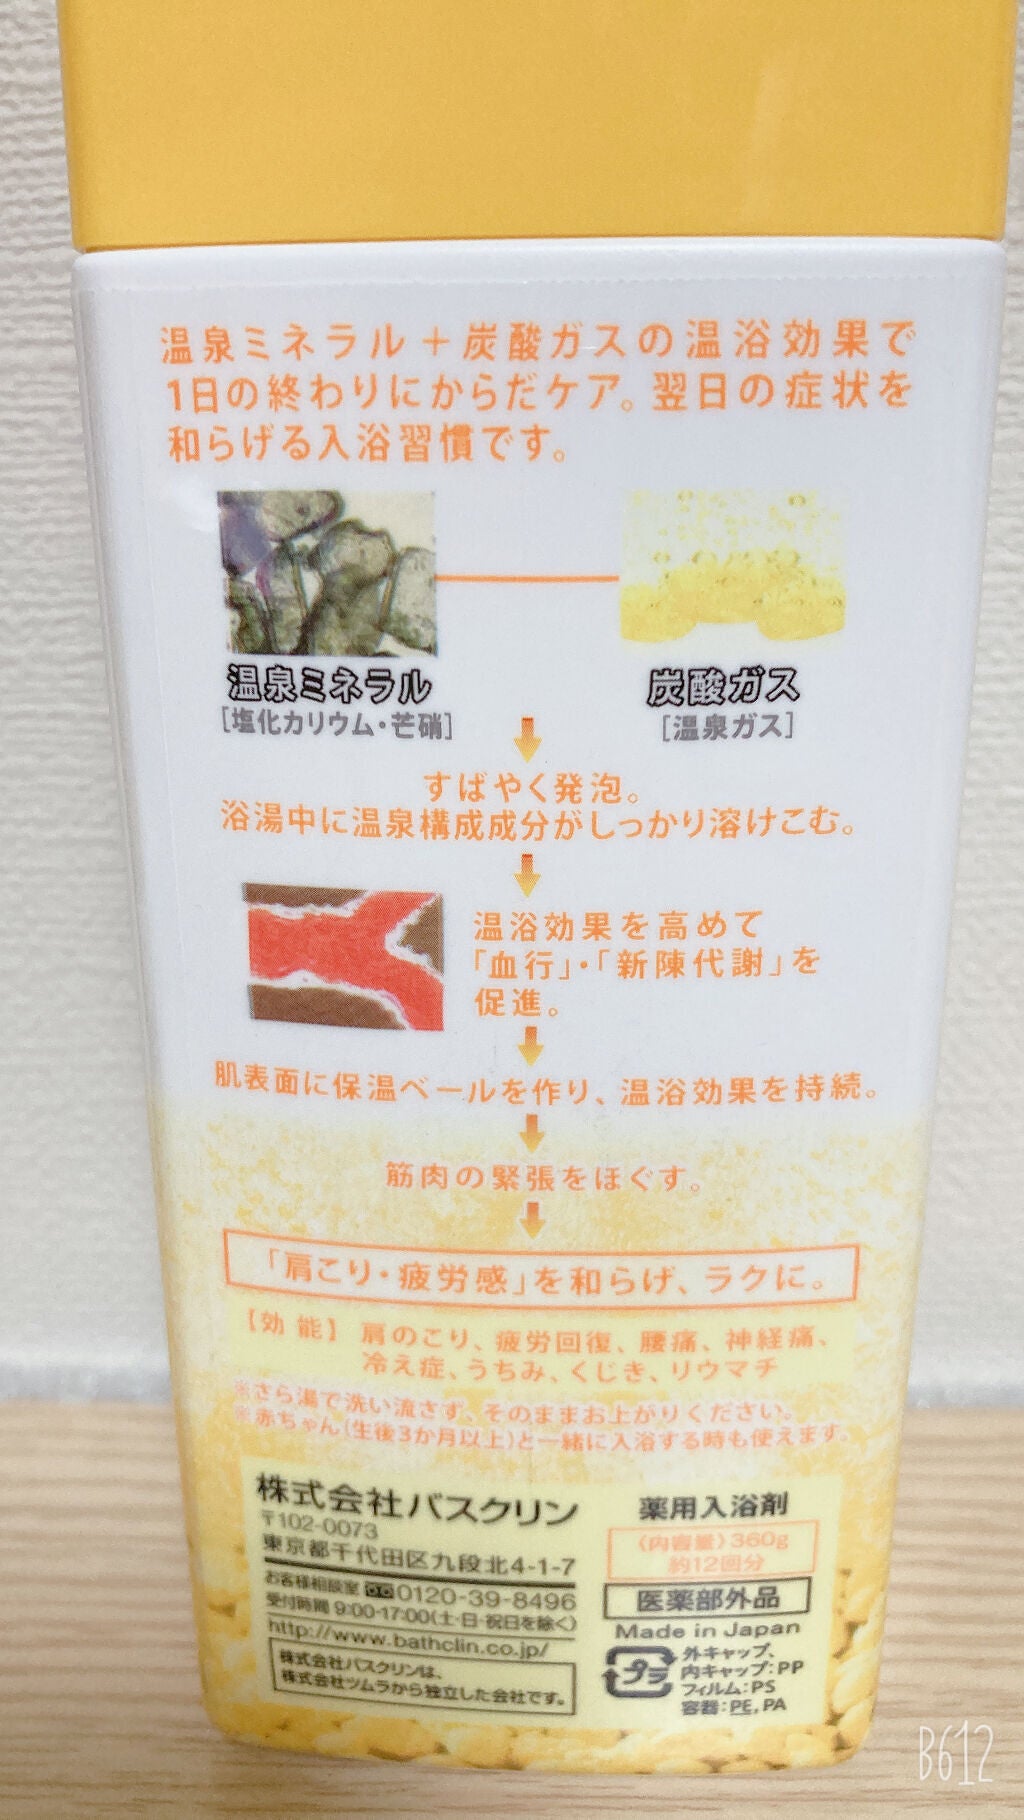 温泉ミネラル＋炭酸ガスの温浴効果で
1日の終わりにからだケア。翌日の症状を
和らげる入浴習慣です。
温泉ミネラル
[塩化カリウム・芒硝]
炭酸ガス
[温泉ガス]
すばやく発泡。
浴湯中に温泉構成成分がしっかり溶けこむ。
温浴効果を高めて
「血行」・「新陳代謝」を
促進。
肌表面に保温ベールを作り、温浴効果を持続。
筋肉の緊張をほぐす。
「肩こり・疲労感」を和らげ、ラクに。
【効能】肩のこり、疲労回復、腰痛、神経痛、
冷え症、うちみ、くじき、リウマチ
※さら湯で洗い流さず、そのままお上がりください。
※赤ちゃん(生後3か月以上)と一緒に入浴する時も使えます。
株式会社バスクリン
〒102-0073
東京都千代田区九段北4-1-7
お客様相談室 0120-39-8496
受付時間 9:00-17:00(土・日・祝日を除く)
http://www.bathclin.co.jp/
株式会社バスクリンは、
株式会社ツムラから独立した会社です。
薬用入浴剤
〈内容量〉360g
約12回分
医薬部外品
Made in Japan
プラ
外キャップ、
内キャップ:PP
フィルム:PS
容器:PE,PA
B612